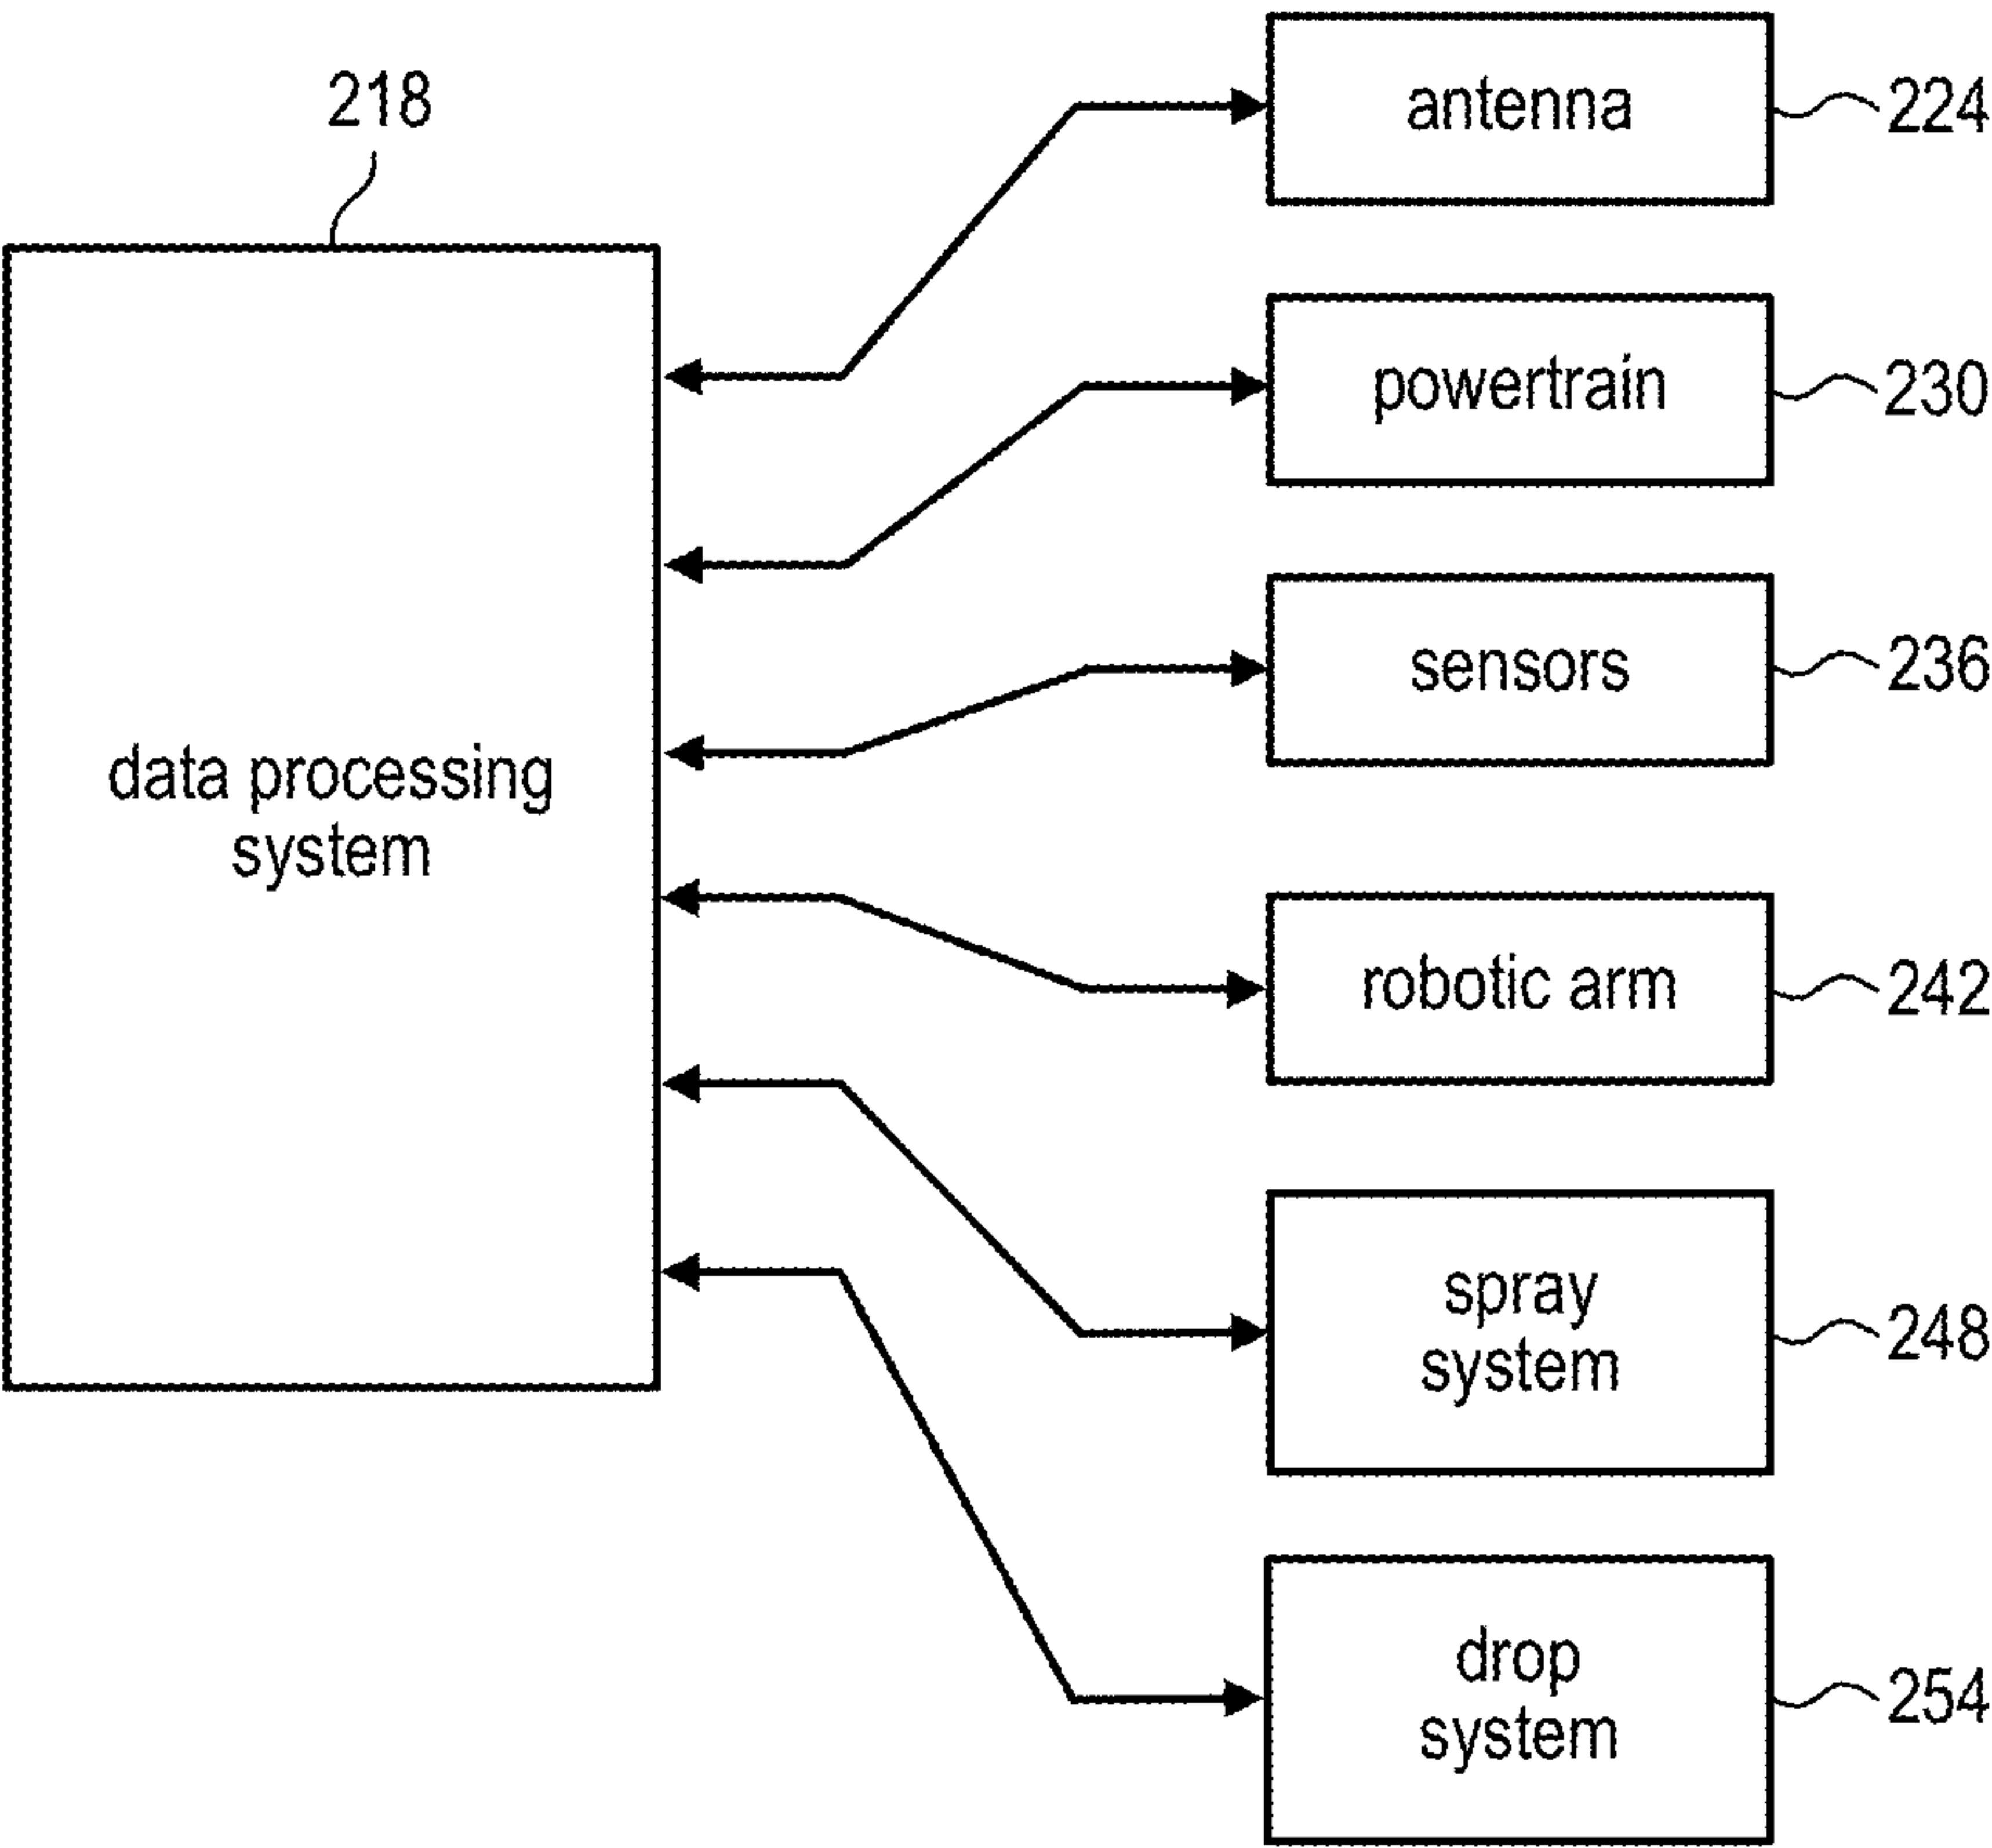 218
data processing
system
antenna
224
powertrain
230
sensors
236
robotic arm
242
spray
system
248
drop
system
254